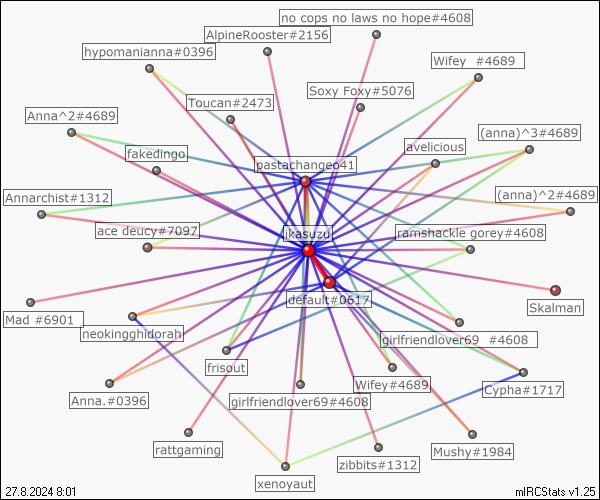 no cops no laws no hope#4608
AlpineRooster#2156
hypomanianna#0396
Wifey  #4689
Soxy Foxy#5076
Toucan#2473
Anna^2#4689
(anna)^3#4689
avelicious
fakedingo
pastachangeo41
Annarchist#1312
(anna)^2#4689
ace deucy#7097
ikasuzu
ramshackle gorey#4608
default#0617
Skalman
Mad #6901
neokingghidorah
girlfriendlover69  #4608
frisout
Wifey#4689
Cypha#1717
Anna.#0396
girlfriendlover69#4608
rattgaming
Mushy#1984
zibbits#1312
xenoyaut
27.8.2024 8:01
mIRCStats v1.25